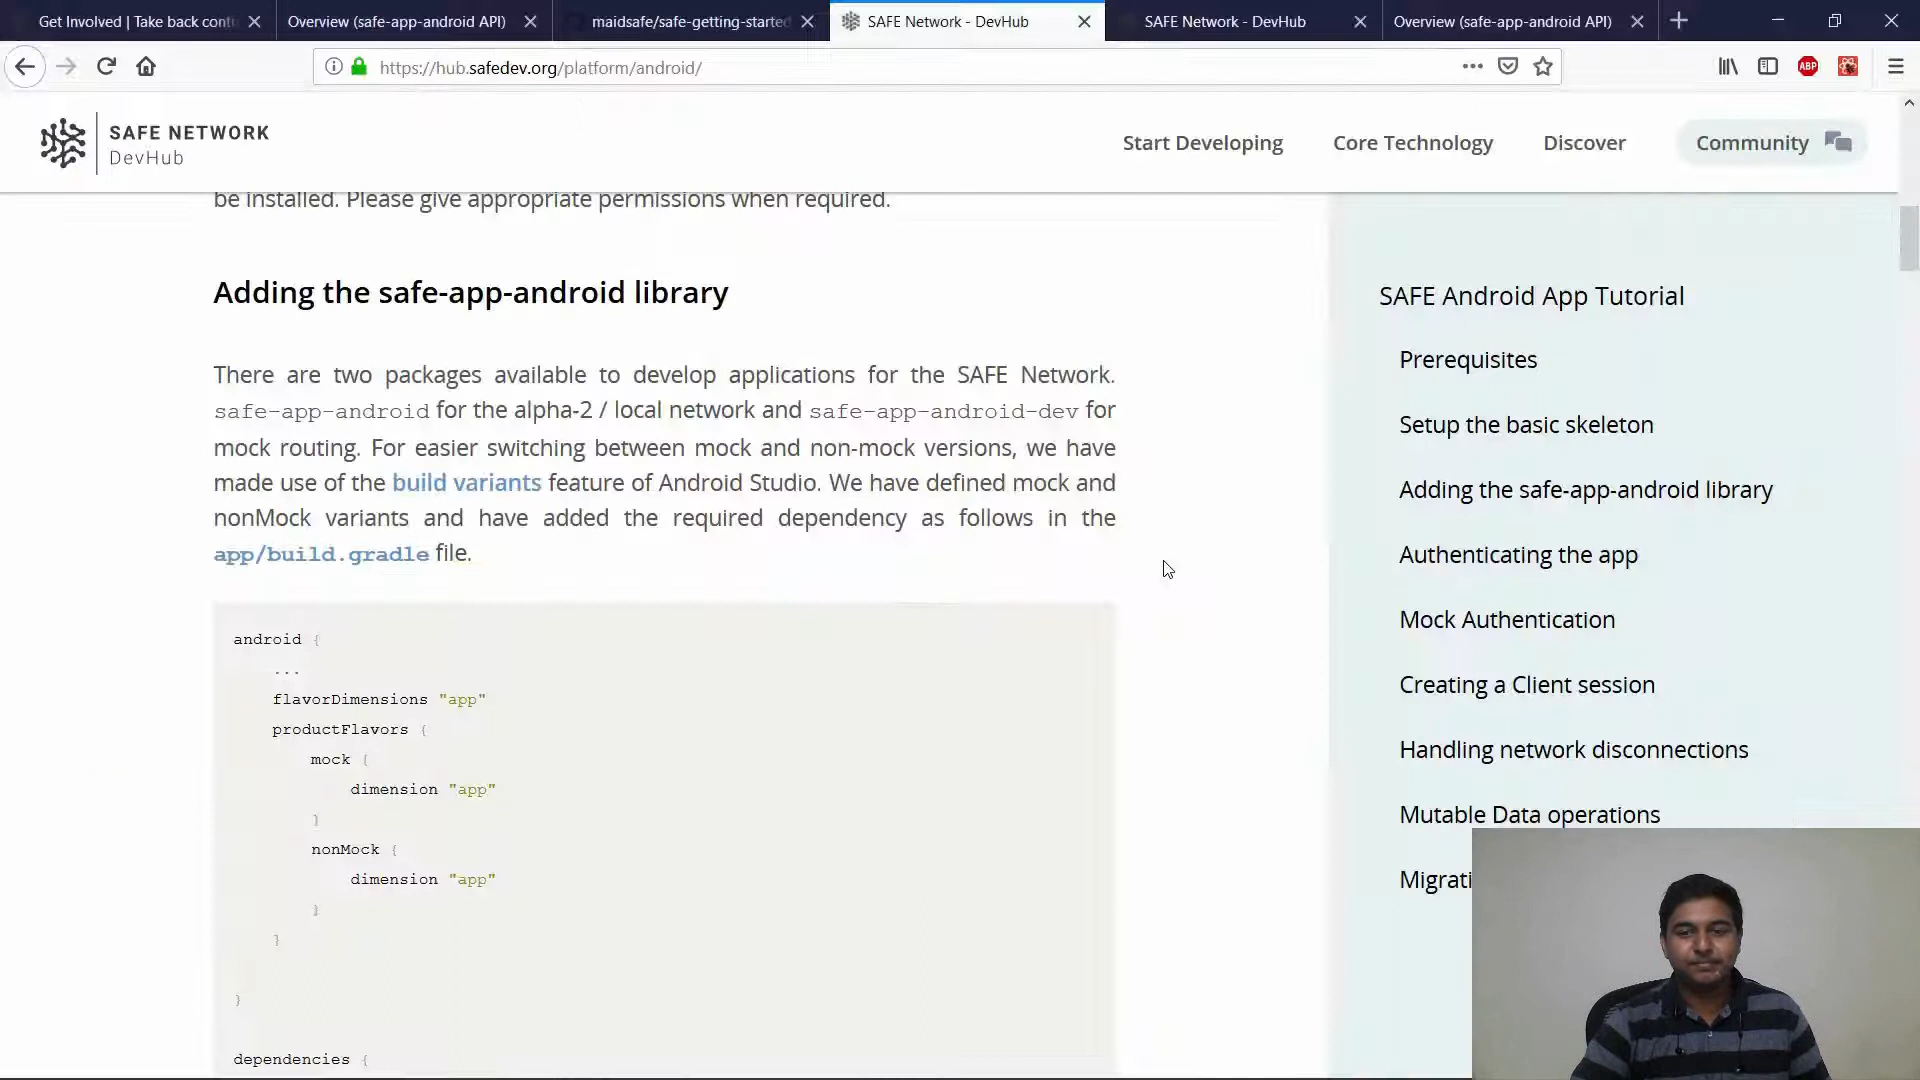 Get Involved | Take back cont
Overview (safe-app-android API)
maidsafe/safe-getting-started
SAFE Network - DevHub
SAFE Network - DevHub
Overview (safe-app-android API)
https://hub.safedev.org/platform/android/
ABP
SAFE NETWORK
DevHub
Start Developing
Core Technology
Discover
Community
be installed. Please give appropriate permissions when required.
Adding the safe-app-android library
There are two packages available to develop applications for the SAFE Network.
safe-app-android for the alpha-2 / local network and safe-app-android-dev for
mock routing. For easier switching between mock and non-mock versions, we have
made use of the build variants feature of Android Studio. We have defined mock and
nonMock variants and have added the required dependency as follows in the
app/build.gradle file.
android {
...
flavorDimensions "app"
productFlavors {
mock {
dimension "app"
}
nonMock {
dimension "app"
}
}
}
dependencies {
SAFE Android App Tutorial
Prerequisites
Setup the basic skeleton
Adding the safe-app-android library
Authenticating the app
Mock Authentication
Creating a Client session
Handling network disconnections
Mutable Data operations
Migrati